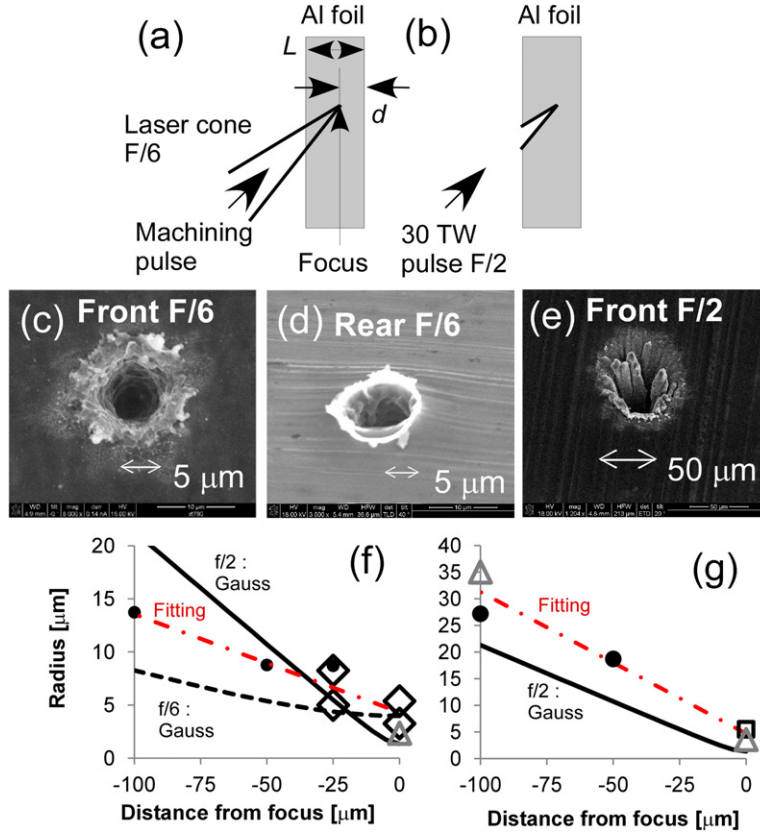 (a)
Al foil
(b)
Al foil
L
d
Laser cone
F/6
Machining
pulse
Focus
30 TW
pulse F/2
(c) Front F/6
5 μm
(d) Rear F/6
5 μm
(e) Front F/2
50 μm
(f)
f/2 :
Gauss
Fitting
f/6 : Gauss
Radius [μm]
20
15
10
5
0
-100 -75 -50 -25 0
Distance from focus [μm]
(g)
Fitting
f/2 :
Gauss
40
35
30
25
20
15
10
5
0
-100 -75 -50 -25 0
Distance from focus [μm]